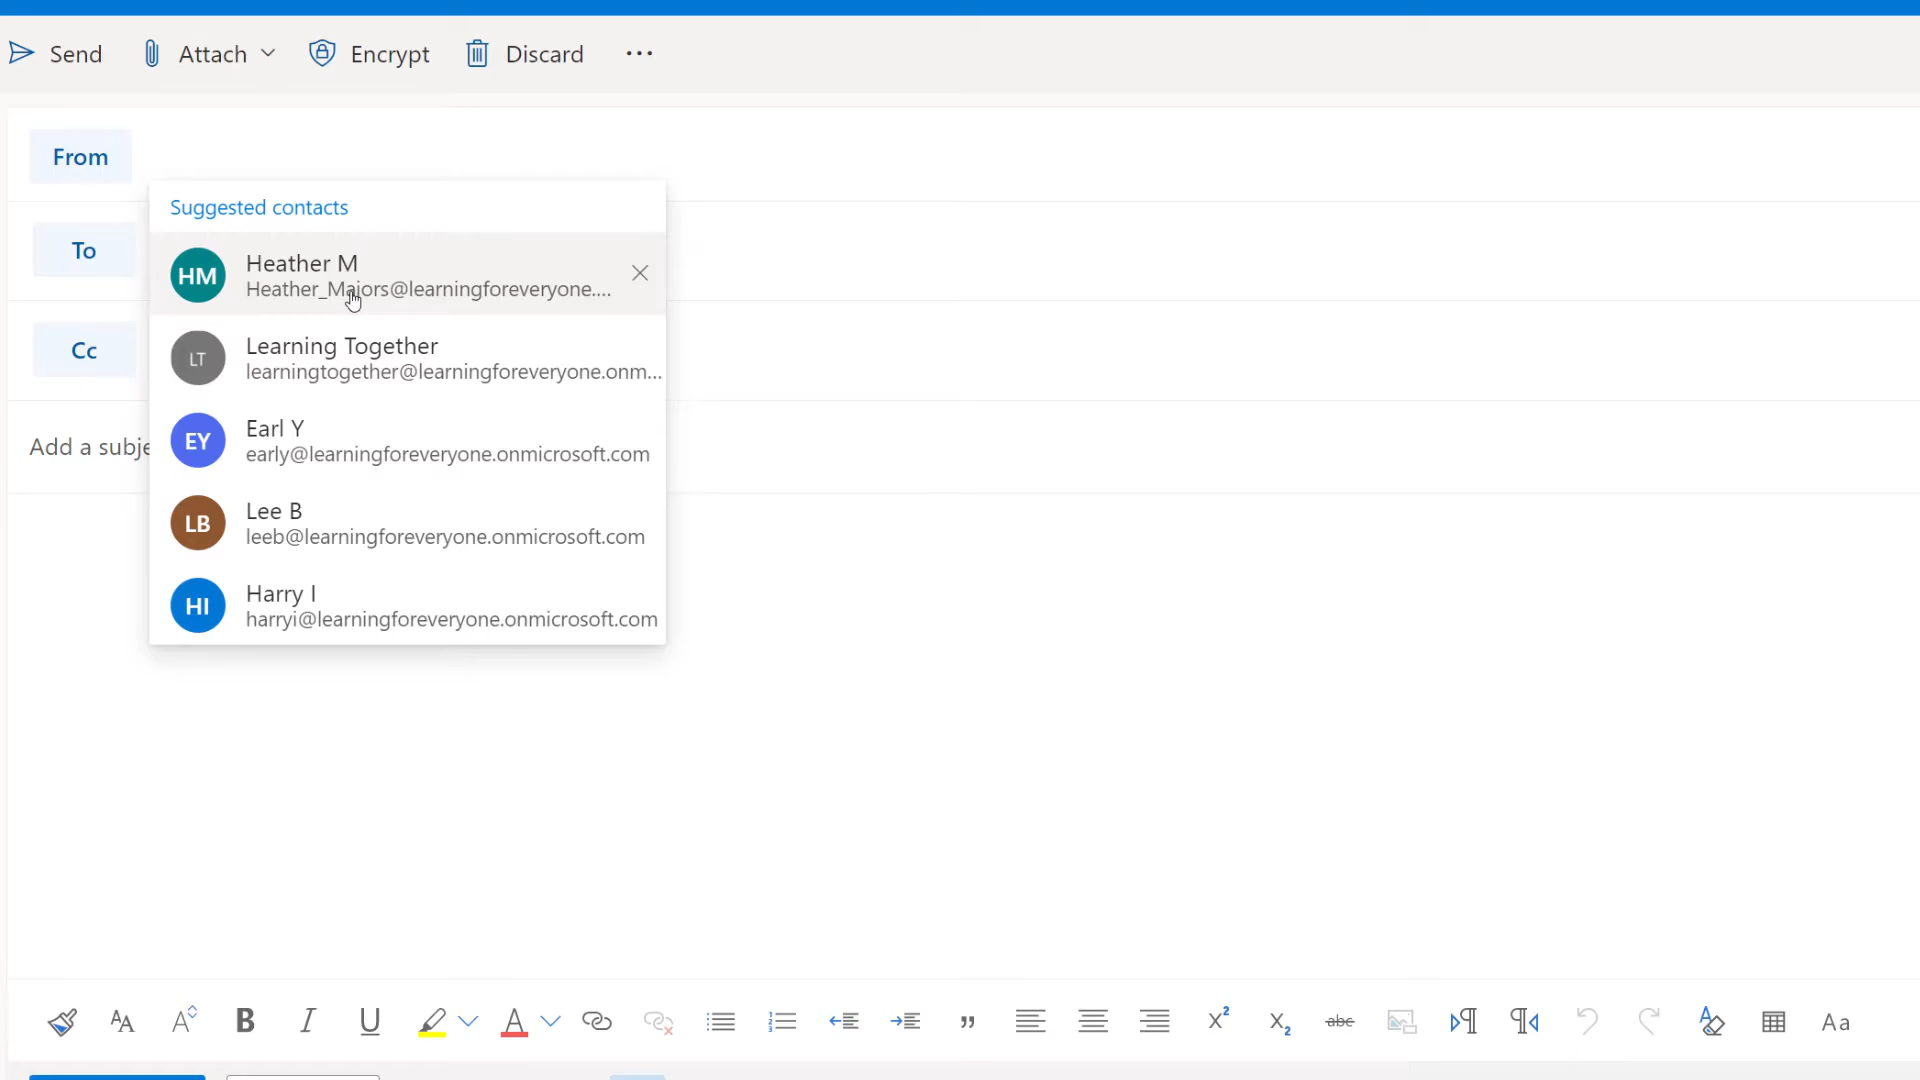 Send Attach Encrypt Discard
From
Suggested contacts
To
HM Heather M
Heather_Majors@learningforeveryone....
Cc
LT Learning Together
learningtogether@learningforeveryone.onm...
Add a subje
EY Earl Y
early@learningforeveryone.onmicrosoft.com
LB Lee B
leeb@learningforeveryone.onmicrosoft.com
HI Harry I
harryi@learningforeveryone.onmicrosoft.com